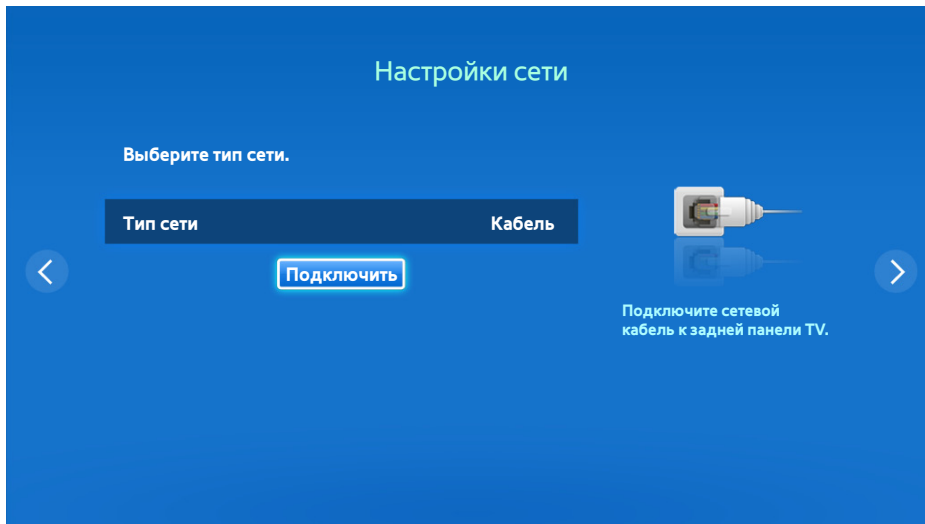 Настройки сети
Выберите тип сети.
Тип сети Кабель
Подключить
Подключите сетевой
кабель к задней панели TV.